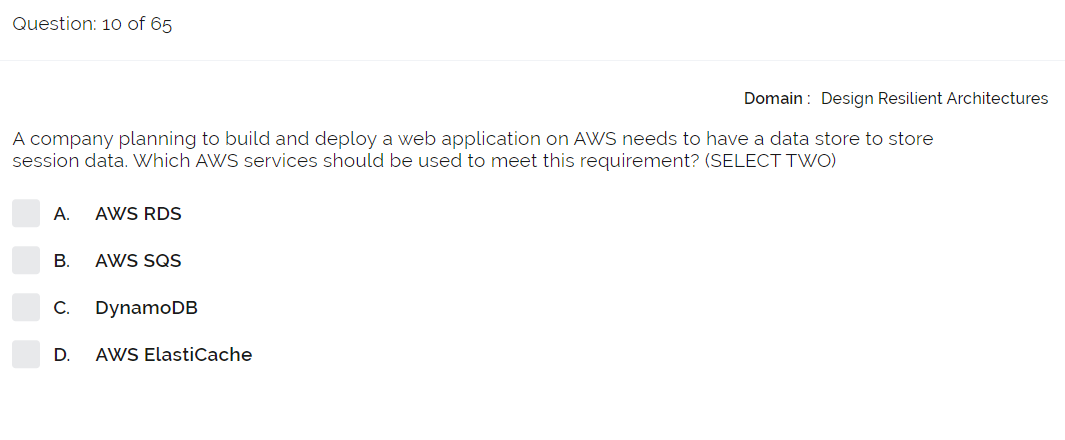 Question: 10 of 65
Domain : Design Resilient Architectures
A company planning to build and deploy a web application on AWS needs to have a data store to store
session data. Which AWS services should be used to meet this requirement? (SELECT TWO)
A. AWS RDS
B. AWS SQS
C. DynamoDB
D. AWS ElastiCache